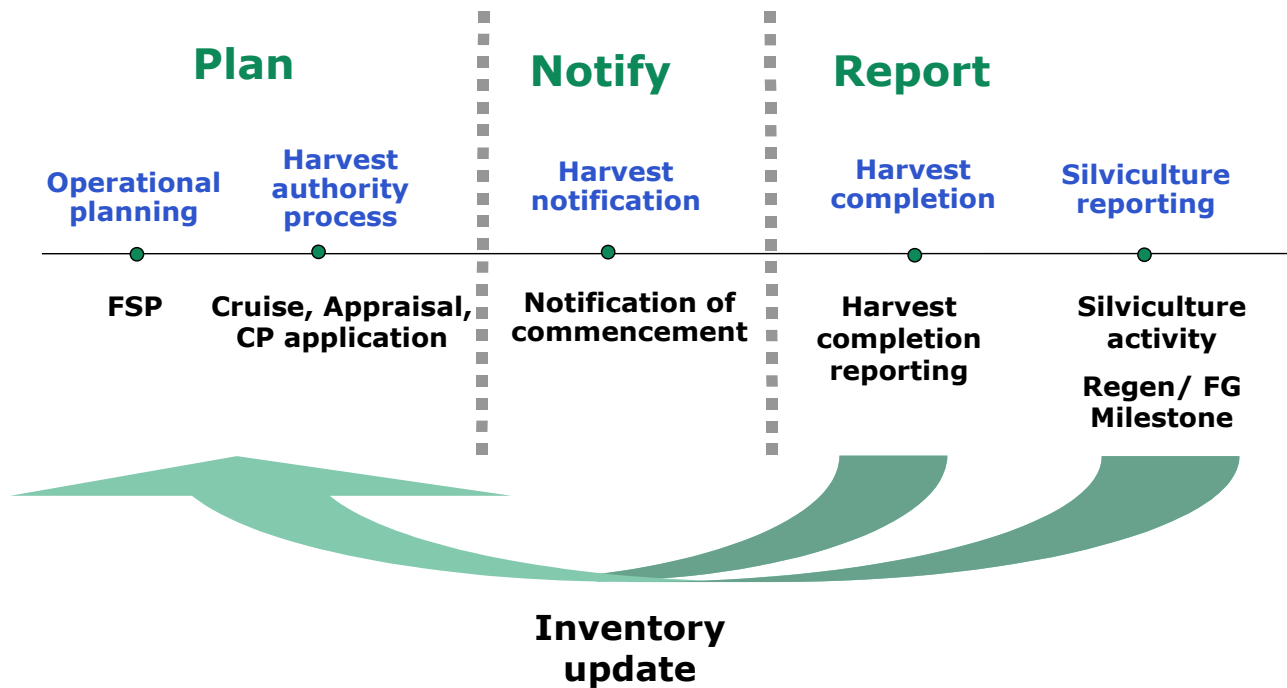 Plan
Notify
Report
Operational
planning
Harvest
authority
process
Harvest
notification
Harvest
completion
Silviculture
reporting
FSP
Cruise, Appraisal,
CP application
Notification of
commencement
Harvest
completion
reporting
Silviculture
activity
Regen/ FG
Milestone
Inventory
update